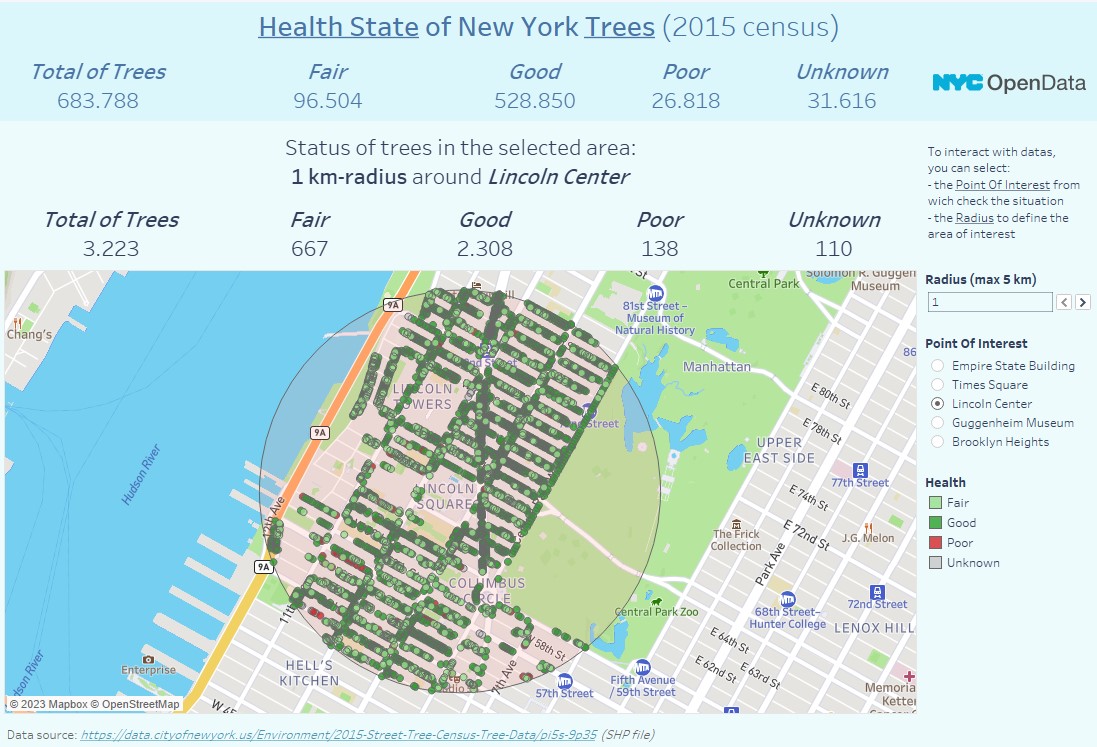 Health State of New York Trees (2015 census)
Total of Trees
Fair
Good
Poor
Unknown
683.788
96.504
528.850
26.818
31.616
NYC OpenData
Status of trees in the selected area:
1 km-radius around Lincoln Center
To interact with datas,
you can select:
- the Point Of Interest from
wich check the situation
- the Radius to define the
area of interest
Total of Trees
Fair
Good
Poor
Unknown
3.223
667
2.308
138
110
Radius (max 5 km)
1
Point Of Interest
Empire State Building
Times Square
Lincoln Center
Guggenheim Museum
Brooklyn Heights
Health
Fair
Good
Poor
Unknown
Chang's
9A
81st Street –
Museum of
Natural History
Central Park
Solomon R. Guggen
Museum
Manhattan
86
LINCOLN
TOWERS
E 80th St
E 78th St
9A
UPPER
EAST SIDE
77th Street
Hudson River
LINCOLN
SQUARE
E 74th St
12th Ave
The Frick
Collection
E 72nd St
J.G. Melon
9A
Park Ave
COLUMBUS
CIRCLE
11th
Central Park Zoo
68th Street–
Hunter College
72nd Street
LENOX HILL
58th St
E 64th St
E 63rd St
E 62nd St
Hudson River
Enterprise
HELL'S
KITCHEN
7th Ave
57th Street
Fifth Avenue
/ 59th Street
Memoria
Ketter
W 45
© 2023 Mapbox © OpenStreetMap
Data source: https://data.cityofnewyork.us/Environment/2015-Street-Tree-Census-Tree-Data/pi5s-9p35 (SHP file)